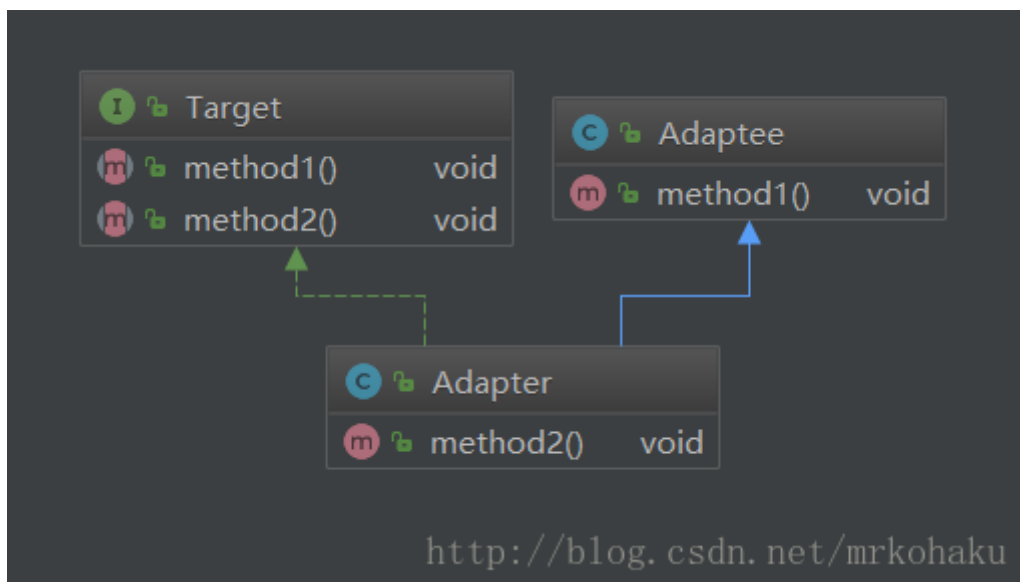 Target
method1() void
method2() void
Adaptee
method1() void
Adapter
method2() void
http://blog.csdn.net/mrkohaku